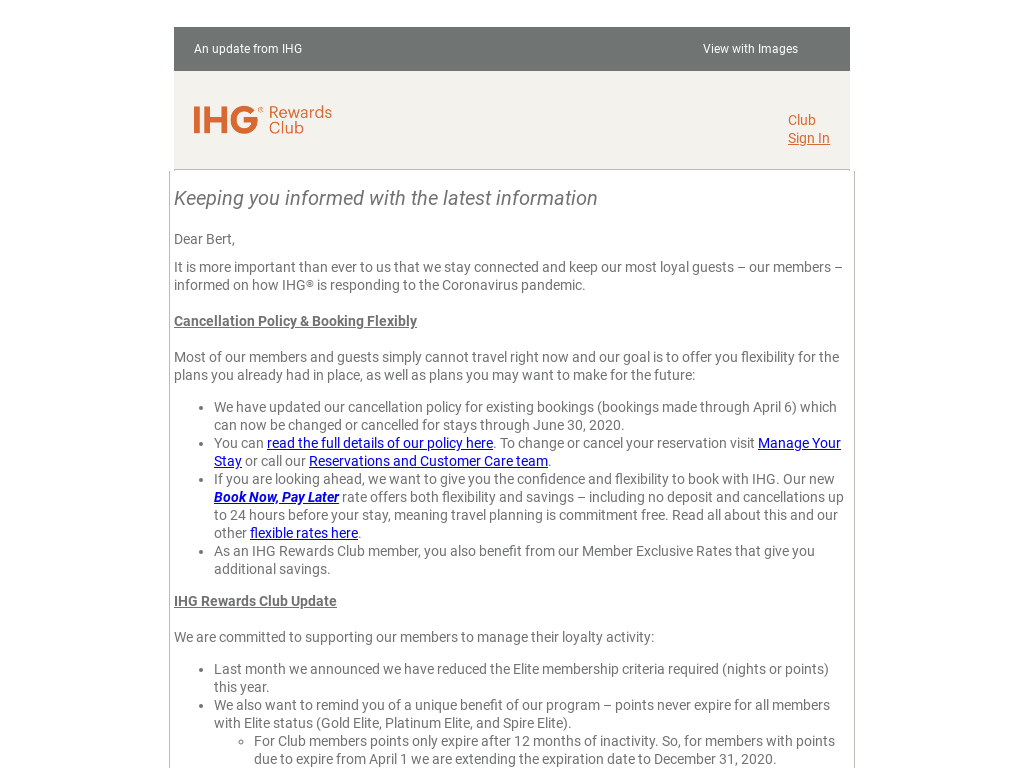 An update from IHG
View with Images
IHG® Rewards
Club
Club
Sign In
Keeping you informed with the latest information
Dear Bert,
It is more important than ever to us that we stay connected and keep our most loyal guests – our members –
informed on how IHG® is responding to the Coronavirus pandemic.
Cancellation Policy & Booking Flexibly
Most of our members and guests simply cannot travel right now and our goal is to offer you flexibility for the
plans you already had in place, as well as plans you may want to make for the future:
• We have updated our cancellation policy for existing bookings (bookings made through April 6) which
can now be changed or cancelled for stays through June 30, 2020.
• You can read the full details of our policy here. To change or cancel your reservation visit Manage Your
Stay or call our Reservations and Customer Care team.
• If you are looking ahead, we want to give you the confidence and flexibility to book with IHG. Our new
Book Now, Pay Later rate offers both flexibility and savings – including no deposit and cancellations up
to 24 hours before your stay, meaning travel planning is commitment free. Read all about this and our
other flexible rates here.
• As an IHG Rewards Club member, you also benefit from our Member Exclusive Rates that give you
additional savings.
IHG Rewards Club Update
We are committed to supporting our members to manage their loyalty activity:
• Last month we announced we have reduced the Elite membership criteria required (nights or points)
this year.
• We also want to remind you of a unique benefit of our program – points never expire for all members
with Elite status (Gold Elite, Platinum Elite, and Spire Elite).
◦ For Club members points only expire after 12 months of inactivity. So, for members with points
due to expire from April 1 we are extending the expiration date to December 31, 2020.